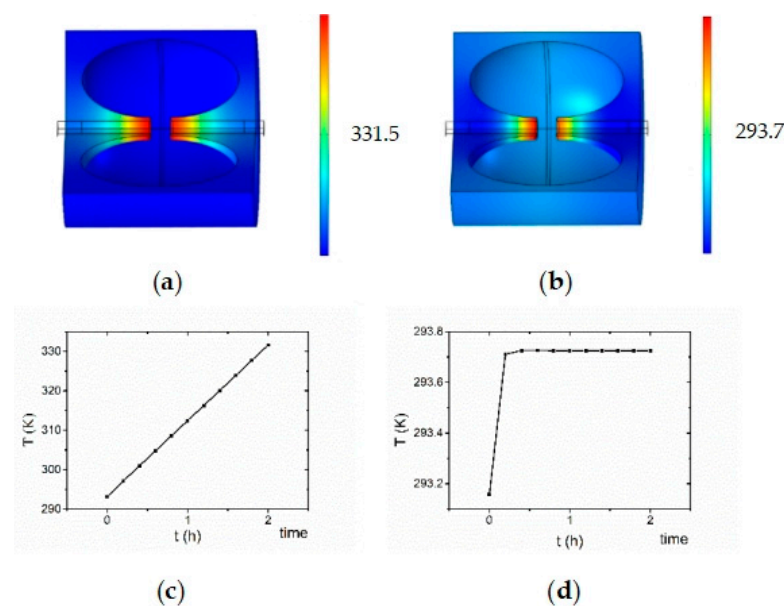 331.5
293.7
(a)
(b)
330
320
310
300
290
T (K)
0
1
2
t (h)
time
293.8
293.6
293.4
293.2
T (K)
0
1
2
t (h)
time
(c)
(d)